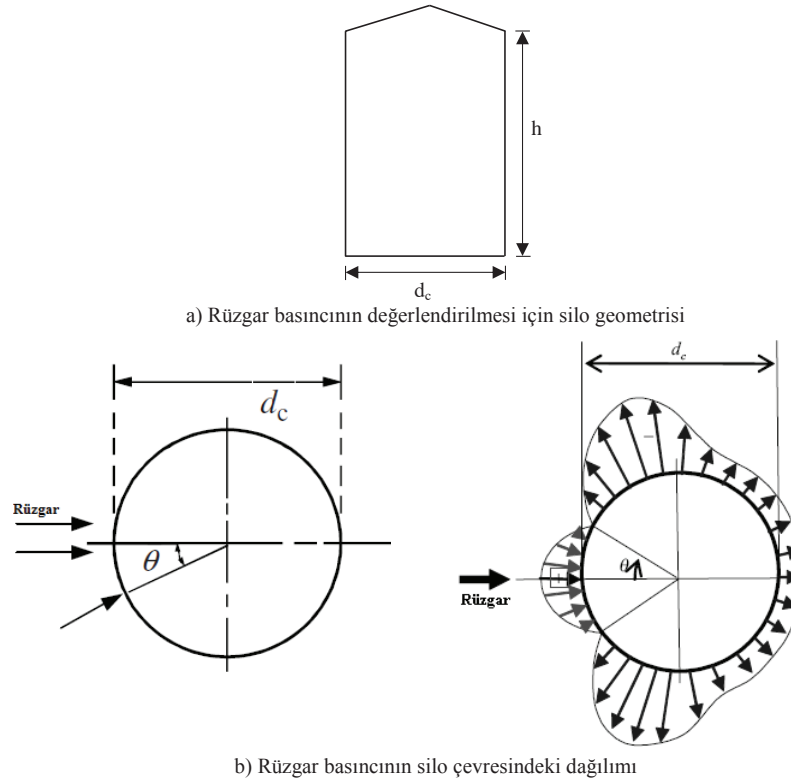 h
d_c
a) Rüzgar basıncının değerlendirilmesi için silo geometrisi
d_c
Rüzgar
θ
d_c
−
θ
+
Rüzgar
b) Rüzgar basıncının silo çevresindeki dağılımı